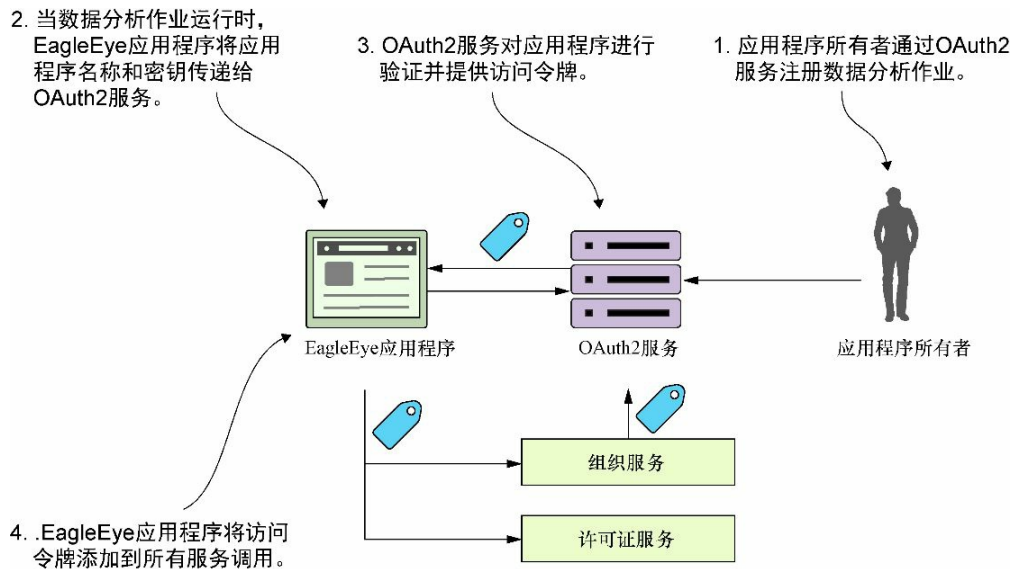 2. 当数据分析作业运行时，
EagleEye应用程序将应用
程序名称和密钥传递给
OAuth2服务。
3. OAuth2服务对应用程序进行
验证并提供访问令牌。
1. 应用程序所有者通过OAuth2
服务注册数据分析作业。
EagleEye应用程序
OAuth2服务
应用程序所有者
组织服务
许可证服务
4. .EagleEye应用程序将访问
令牌添加到所有服务调用。